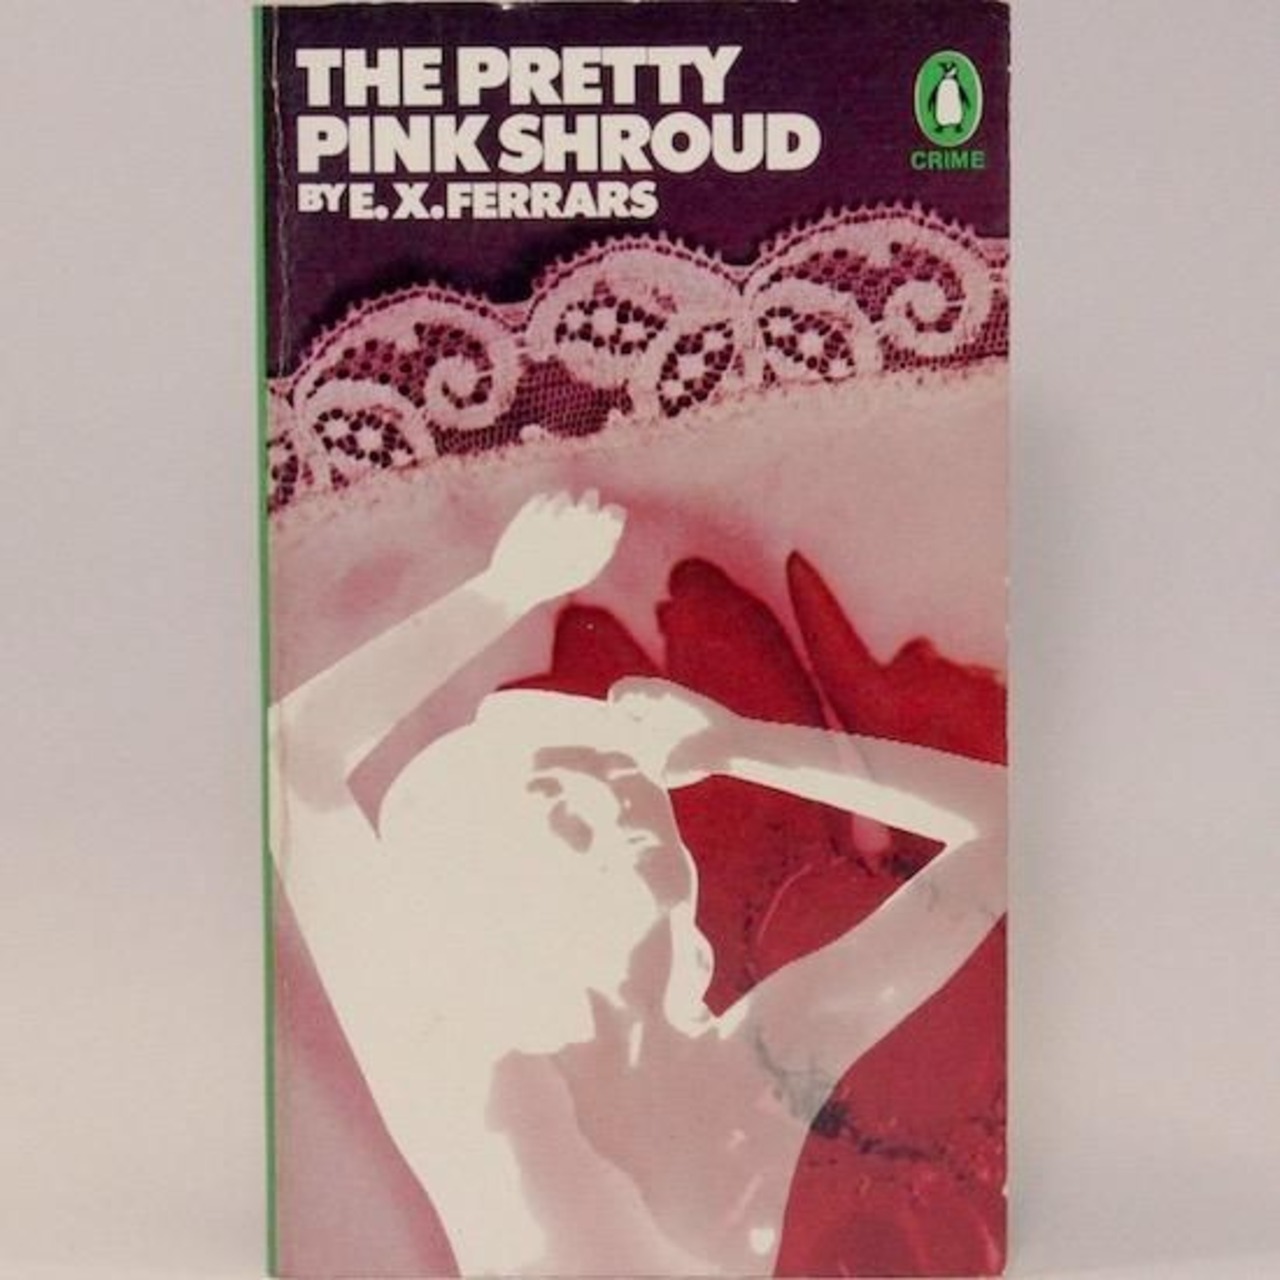 THE PRETTY
PINK SHROUD
BY E. X. FERRARS
CRIME